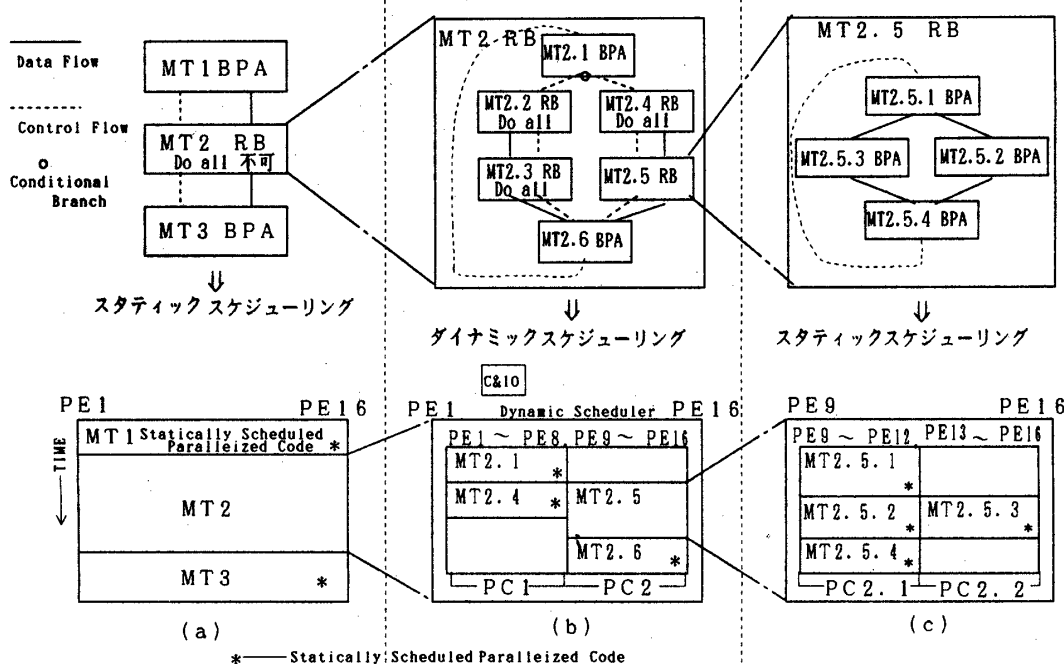 Data Flow
Control Flow
Conditional
Branch
MT1 BPA
MT2 RB
Do all 不可
MT3 BPA
スタティックスケジューリング
MT2 RB
MT2.1 BPA
MT2.2 RB
Do all
MT2.4 RB
Do all
MT2.3 RB
Do all
MT2.5 RB
MT2.6 BPA
ダイナミックスケジューリング
MT2.5 RB
MT2.5.1 BPA
MT2.5.3 BPA
MT2.5.2 BPA
MT2.5.4 BPA
スタティックスケジューリング
PE1
PE16
TIME
MT1 Statically Scheduled
Paralleized Code *
MT2
MT3 *
(a)
C&IO
PE1 Dynamic Scheduler PE16
PE1 ~ PE8 PE9 ~ PE16
MT2.1 *
MT2.4 *
MT2.5
MT2.6 *
PC1 PC2
(b)
PE9 PE16
PE9 ~ PE12 PE13 ~ PE16
MT2.5.1 *
MT2.5.2 * MT2.5.3 *
MT2.5.4 *
PC2.1 PC2.2
(c)
* Statically Scheduled Paralleized Code